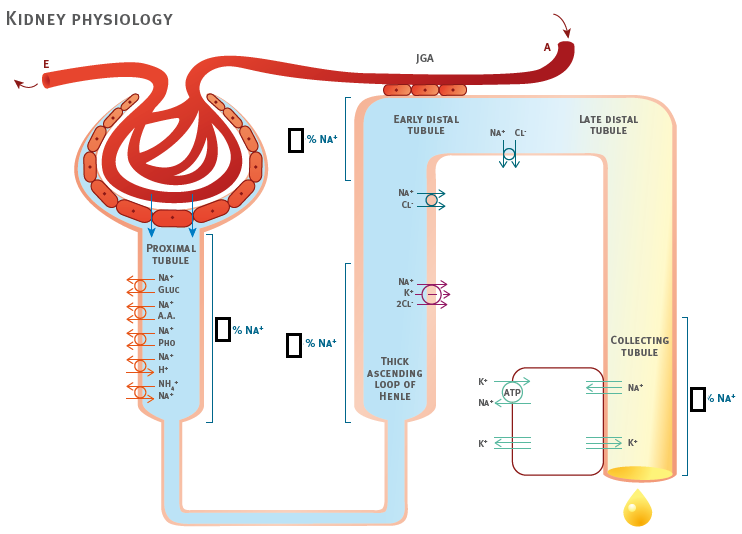 Kidney physiology
E
A
JGA
Early distal
tubule
Late distal
tubule
Na⁺ Cl⁻
% Na⁺
Na⁺
Cl⁻
Proximal
tubule
Na⁺
Gluc
Na⁺
A.A.
Na⁺
Pho
Na⁺
H⁺
NH₄⁺
Na⁺
% Na⁺
% Na⁺
Na⁺
K⁺
2Cl⁻
Thick
ascending
loop of
Henle
Collecting
tubule
K⁺
ATP
Na⁺
K⁺
Na⁺
K⁺
% Na⁺